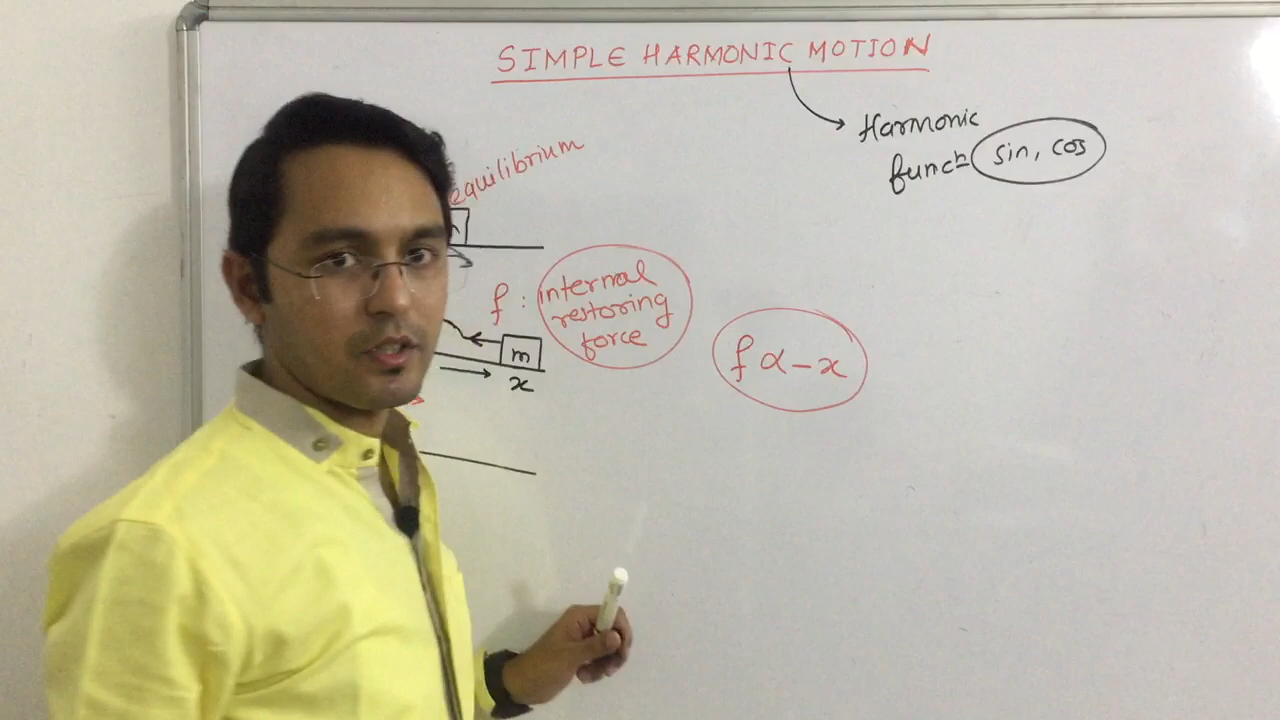 SIMPLE HARMONIC MOTION
Harmonic
funcⁿ sin, cos
equilibrium
f : internal
restoring
force
m
x
f α - x